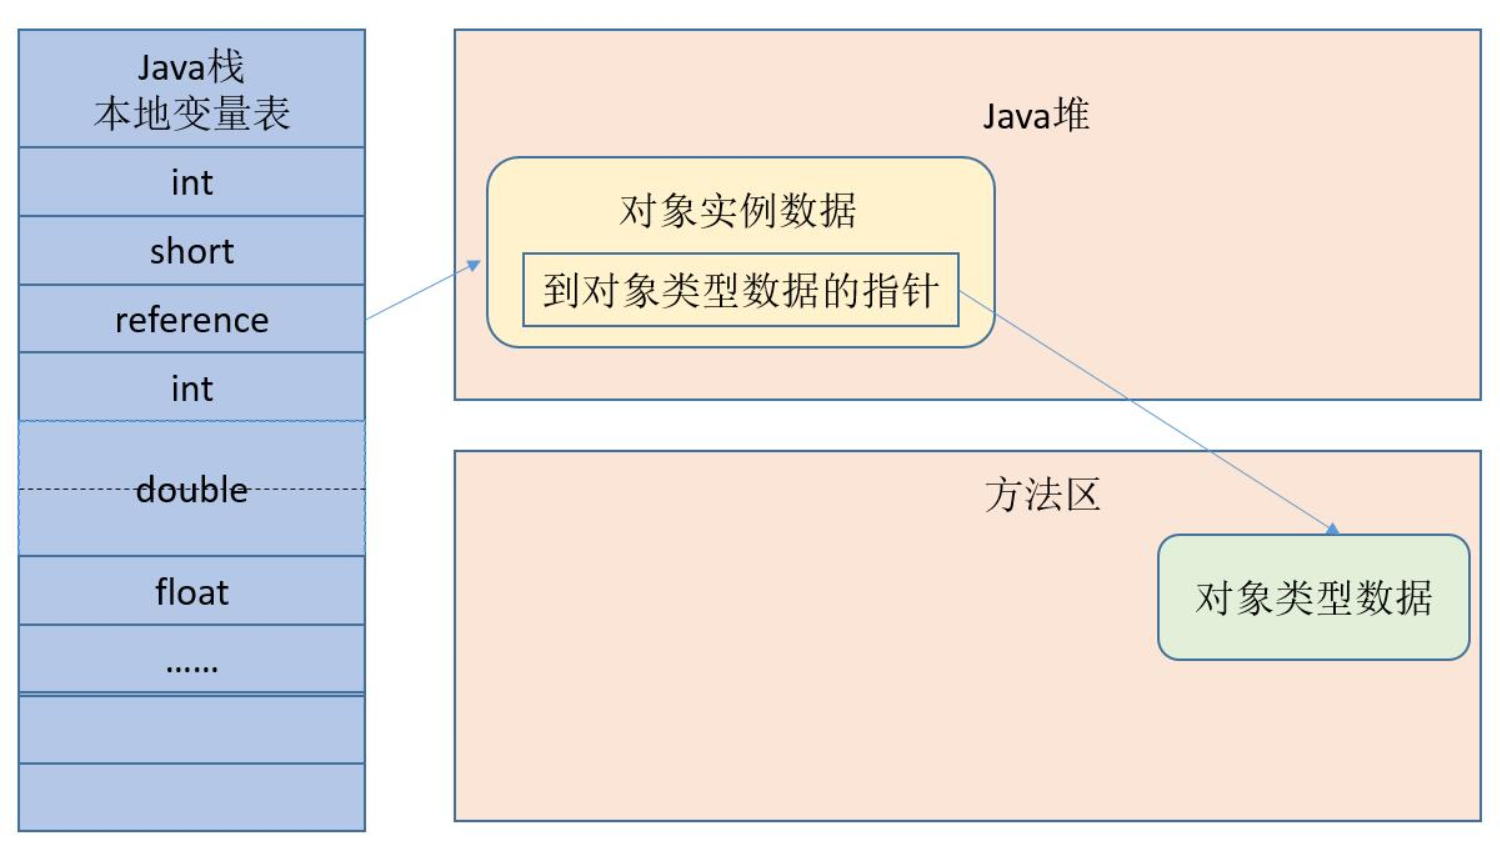 Java栈
本地变量表
int
short
reference
int
double
float
……
Java堆
对象实例数据
到对象类型数据的指针
方法区
对象类型数据